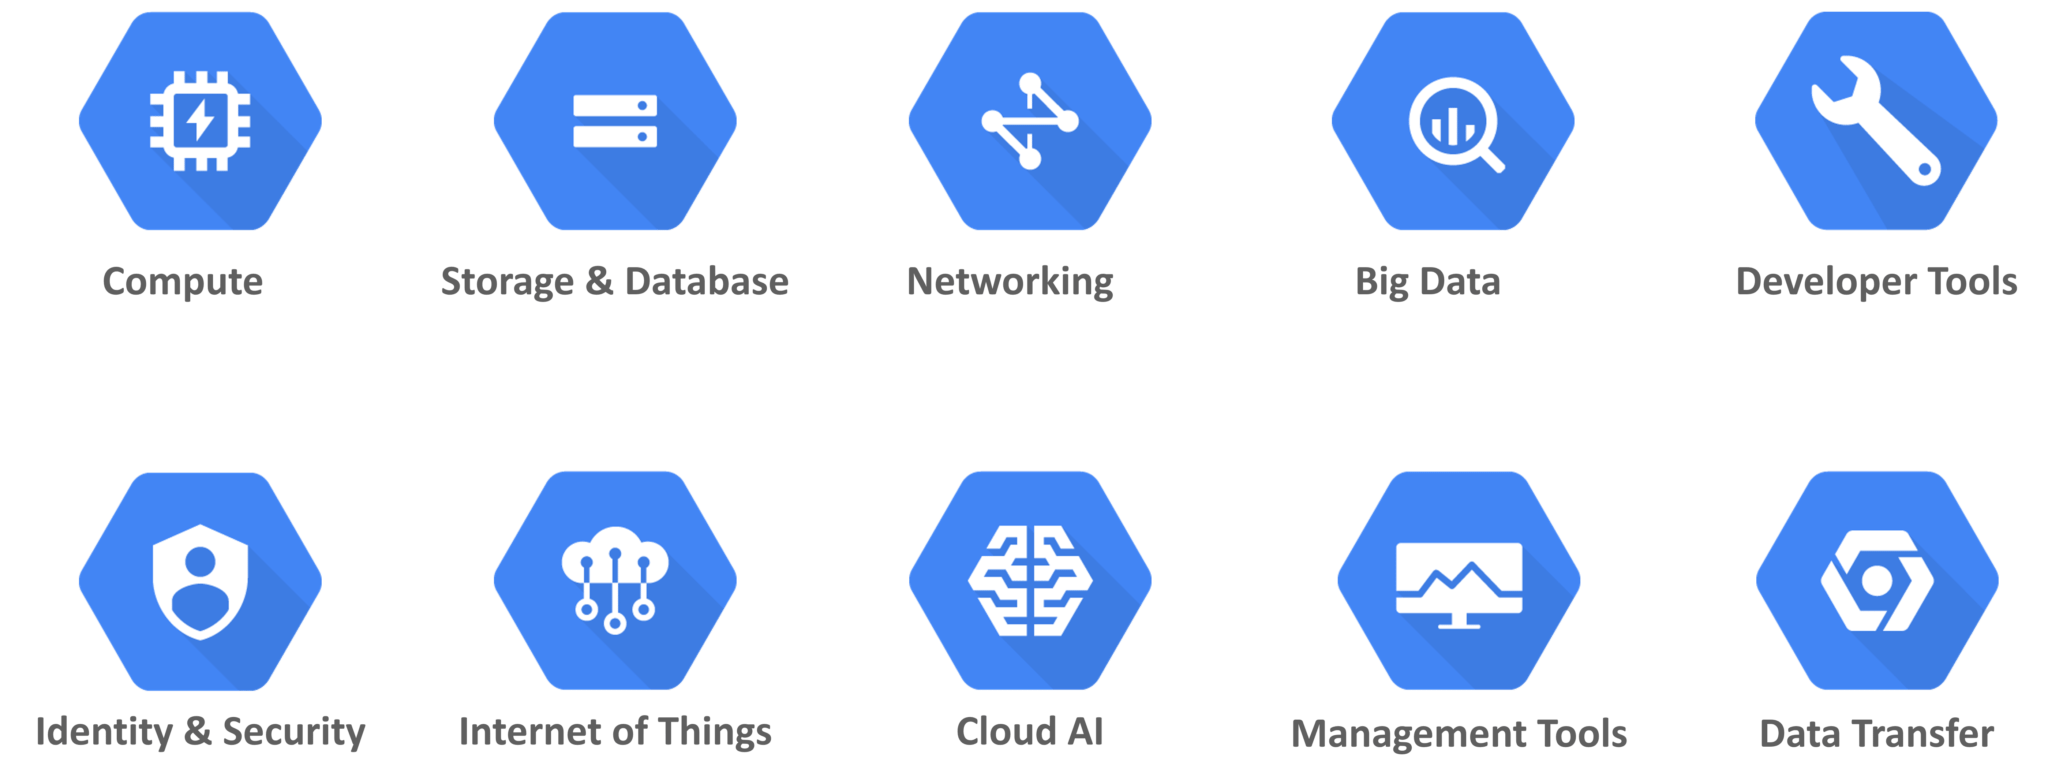 Compute
Storage & Database
Networking
Big Data
Developer Tools
Identity & Security
Internet of Things
Cloud AI
Management Tools
Data Transfer